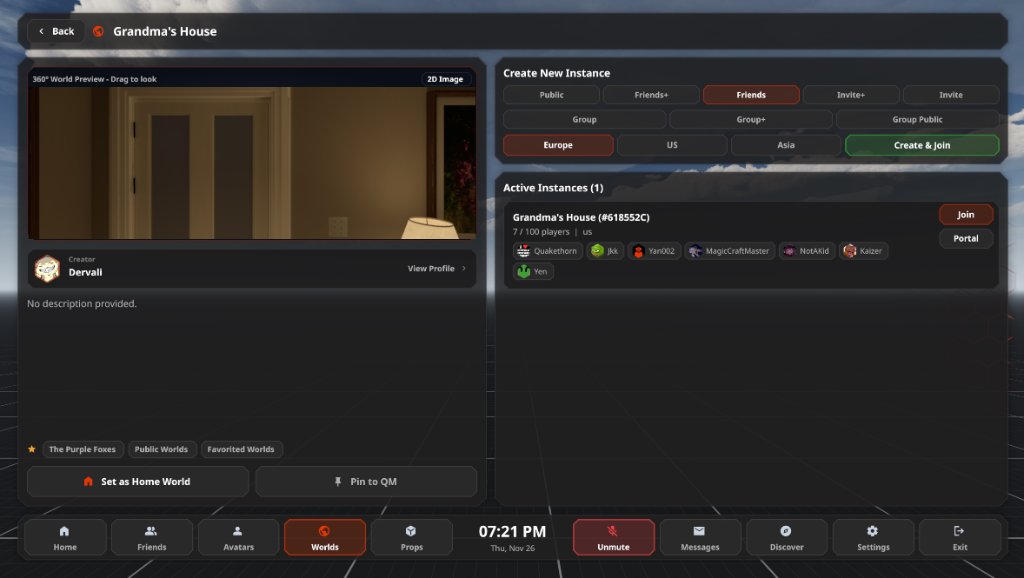 Back
Grandma's House
360° World Preview - Drag to look
2D Image
Creator
Dervali
View Profile
No description provided.
The Purple Foxes
Public Worlds
Favorited Worlds
Set as Home World
Pin to QM
Create New Instance
Public
Friends+
Friends
Invite+
Invite
Group
Group+
Group Public
Europe
US
Asia
Create & Join
Active Instances (1)
Grandma's House (#618552C)
7 / 100 players | us
Join
Portal
Quakethorn
Jkk
Yan002
MagicCraftMaster
NotAKid
Kaizer
Yen
Home
Friends
Avatars
Worlds
Props
07:21 PM
Thu, Nov 26
Unmute
Messages
Discover
Settings
Exit